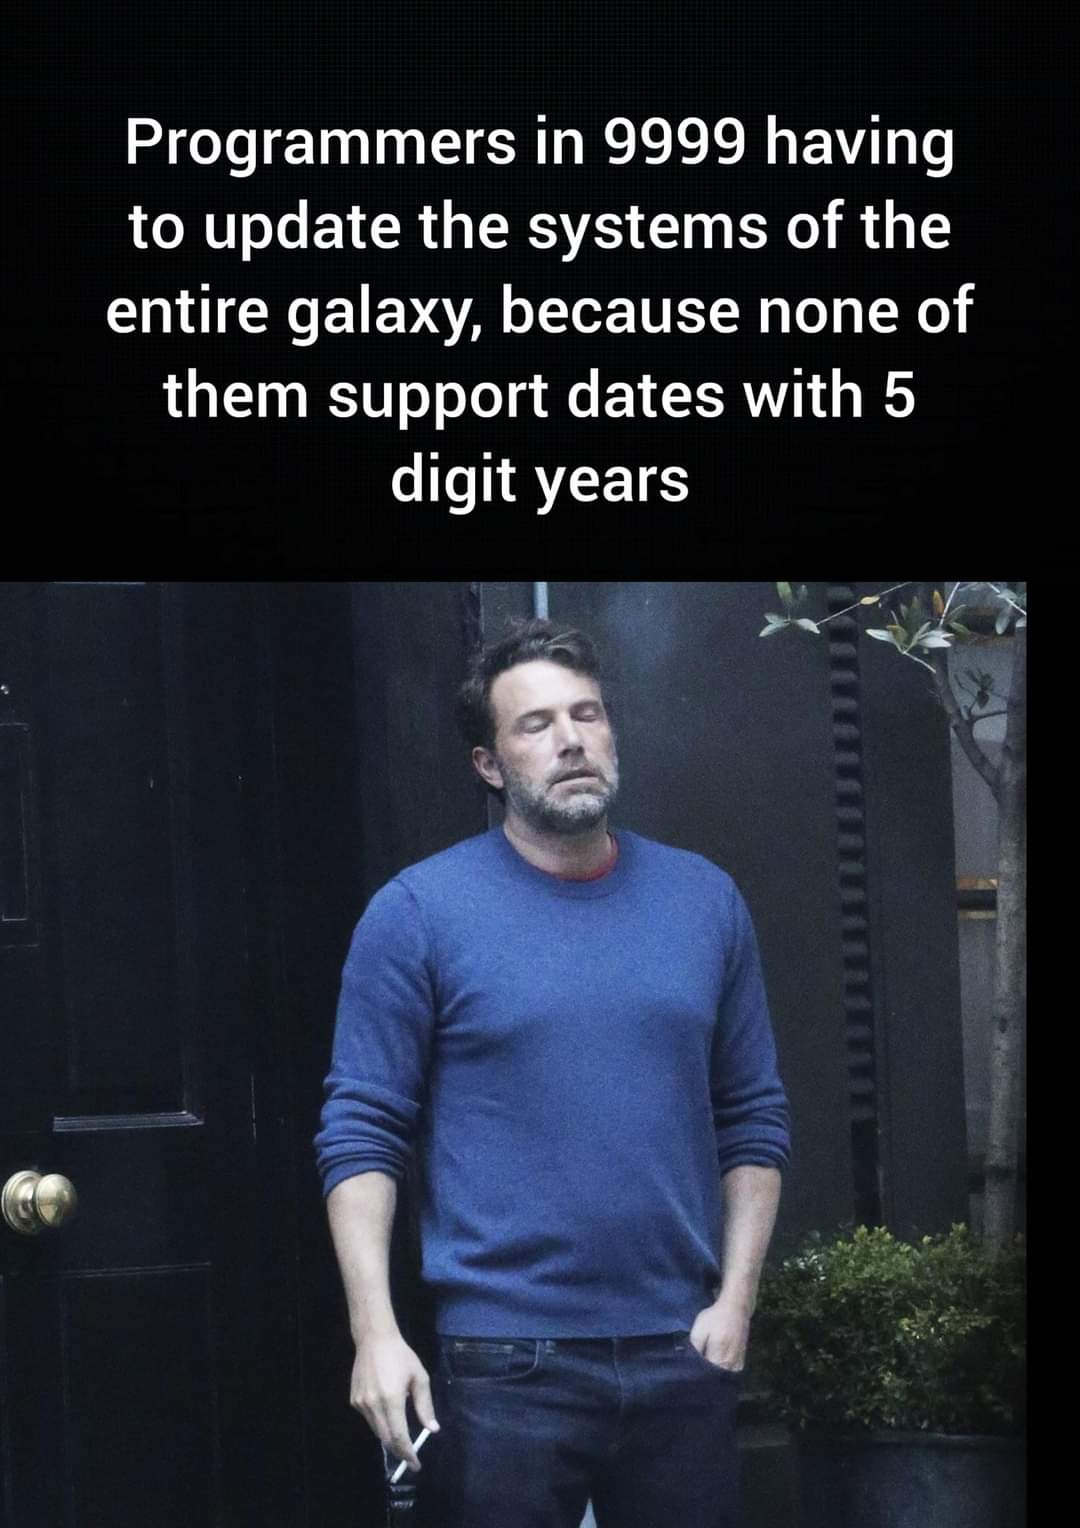 Programmers in 9999 having
to update the systems of the
entire galaxy, because none of
them support dates with 5
digit years